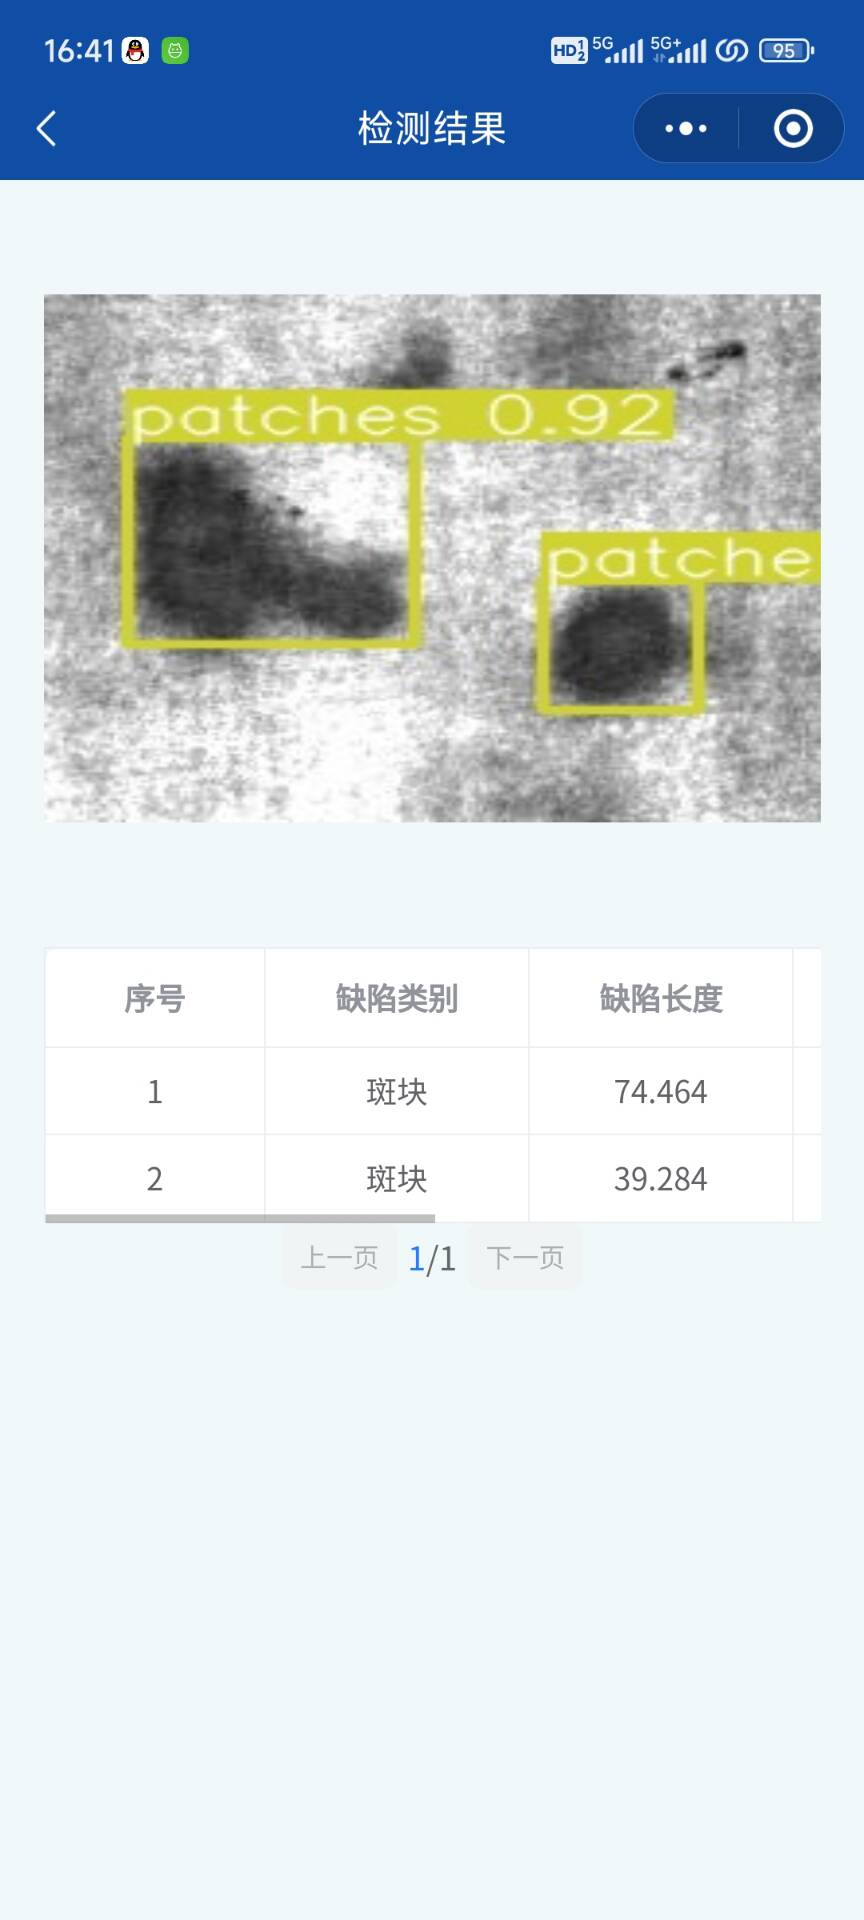 16:41 HD 1 2 5G 5G+ 95
检测结果
patches 0.92
patche
序号 缺陷类别 缺陷长度
1 斑块 74.464
2 斑块 39.284
上一页 1/1 下一页